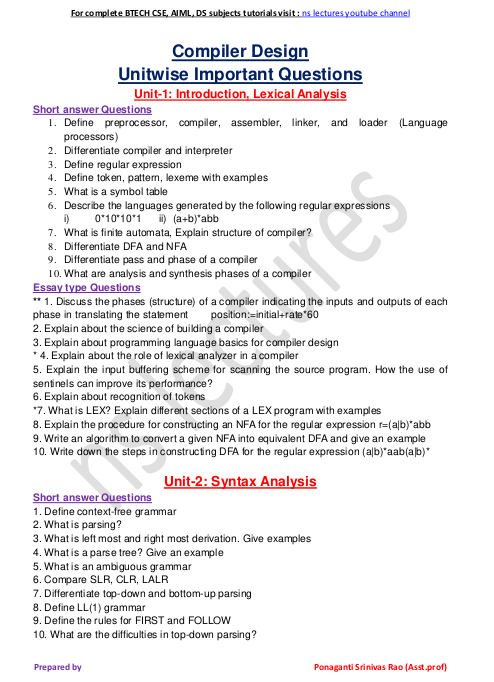 For complete BTECH CSE, AIML, DS subjects tutorials visit : ns lectures youtube channel
Compiler Design
Unitwise Important Questions
Unit-1: Introduction, Lexical Analysis
Short answer Questions
1. Define preprocessor, compiler, assembler, linker, and loader (Language
processors)
2. Differentiate compiler and interpreter
3. Define regular expression
4. Define token, pattern, lexeme with examples
5. What is a symbol table
6. Describe the languages generated by the following regular expressions
i) 0*10*10*1 ii) (a+b)*abb
7. What is finite automata, Explain structure of compiler?
8. Differentiate DFA and NFA
9. Differentiate pass and phase of a compiler
10. What are analysis and synthesis phases of a compiler
Essay type Questions
** 1. Discuss the phases (structure) of a compiler indicating the inputs and outputs of each
phase in translating the statement position:=initial+rate*60
2. Explain about the science of building a compiler
3. Explain about programming language basics for compiler design
* 4. Explain about the role of lexical analyzer in a compiler
5. Explain the input buffering scheme for scanning the source program. How the use of
sentinels can improve its performance?
6. Explain about recognition of tokens
*7. What is LEX? Explain different sections of a LEX program with examples
8. Explain the procedure for constructing an NFA for the regular expression r=(a|b)*abb
9. Write an algorithm to convert a given NFA into equivalent DFA and give an example
10. Write down the steps in constructing DFA for the regular expression (a|b)*aab(a|b)*
ns lectures
Unit-2: Syntax Analysis
Short answer Questions
1. Define context-free grammar
2. What is parsing?
3. What is left most and right most derivation. Give examples
4. What is a parse tree? Give an example
5. What is an ambiguous grammar
6. Compare SLR, CLR, LALR
7. Differentiate top-down and bottom-up parsing
8. Define LL(1) grammar
9. Define the rules for FIRST and FOLLOW
10. What are the difficulties in top-down parsing?
Prepared by Ponaganti Srinivas Rao (Asst.prof)